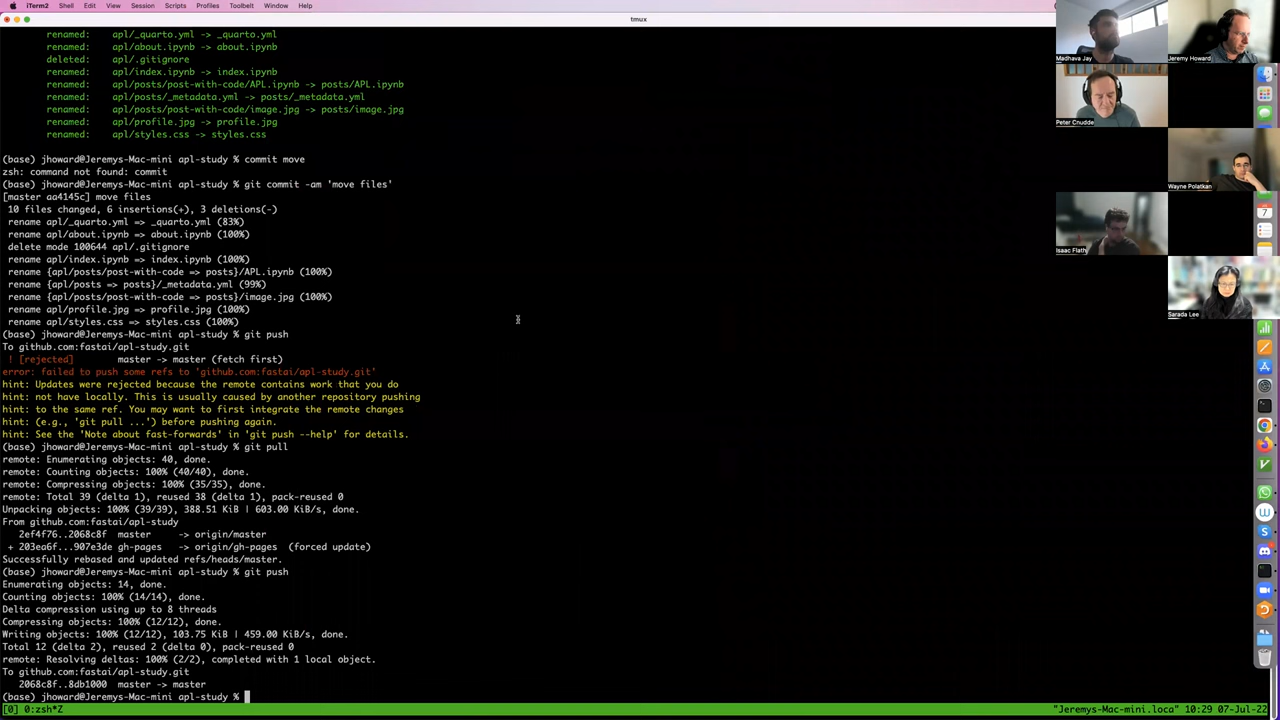 iTerm2 Shell Edit View Session Scripts Profiles Toolbelt Window Help
tmux
renamed: apl/_quarto.yml -> _quarto.yml
renamed: apl/about.ipynb -> about.ipynb
deleted: apl/.gitignore
renamed: apl/index.ipynb -> index.ipynb
renamed: apl/posts/post-with-code/APL.ipynb -> posts/APL.ipynb
renamed: apl/posts/_metadata.yml -> posts/_metadata.yml
renamed: apl/posts/post-with-code/image.jpg -> posts/image.jpg
renamed: apl/profile.jpg -> profile.jpg
renamed: apl/styles.css -> styles.css
(base) jhoward@Jeremys-Mac-mini apl-study % commit move
zsh: command not found: commit
(base) jhoward@Jeremys-Mac-mini apl-study % git commit -am 'move files'
[master aa4145c] move files
10 files changed, 6 insertions(+), 3 deletions(-)
rename apl/_quarto.yml => _quarto.yml (83%)
rename apl/about.ipynb => about.ipynb (100%)
delete mode 100644 apl/.gitignore
rename apl/index.ipynb => index.ipynb (100%)
rename {apl/posts/post-with-code => posts}/APL.ipynb (100%)
rename {apl/posts => posts}/_metadata.yml (99%)
rename {apl/posts/post-with-code => posts}/image.jpg (100%)
rename apl/profile.jpg => profile.jpg (100%)
rename apl/styles.css => styles.css (100%)
(base) jhoward@Jeremys-Mac-mini apl-study % git push
To github.com:fastai/apl-study.git
! [rejected] master -> master (fetch first)
error: failed to push some refs to 'github.com:fastai/apl-study.git'
hint: Updates were rejected because the remote contains work that you do
hint: not have locally. This is usually caused by another repository pushing
hint: to the same ref. You may want to first integrate the remote changes
hint: (e.g., 'git pull ...') before pushing again.
hint: See the 'Note about fast-forwards' in 'git push --help' for details.
(base) jhoward@Jeremys-Mac-mini apl-study % git pull
remote: Enumerating objects: 40, done.
remote: Counting objects: 100% (40/40), done.
remote: Compressing objects: 100% (35/35), done.
remote: Total 39 (delta 1), reused 38 (delta 1), pack-reused 0
Unpacking objects: 100% (39/39), 388.51 KiB | 603.00 KiB/s, done.
From github.com:fastai/apl-study
2ef4f76..2068c8f master -> origin/master
+ 203ea6f...907e3de gh-pages -> origin/gh-pages (forced update)
Successfully rebased and updated refs/heads/master.
(base) jhoward@Jeremys-Mac-mini apl-study % git push
Enumerating objects: 14, done.
Counting objects: 100% (14/14), done.
Delta compression using up to 8 threads
Compressing objects: 100% (12/12), done.
Writing objects: 100% (12/12), 103.75 KiB | 459.00 KiB/s, done.
Total 12 (delta 2), reused 2 (delta 0), pack-reused 0
remote: Resolving deltas: 100% (2/2), completed with 1 local object.
To github.com:fastai/apl-study.git
2068c8f..8db1000 master -> master
(base) jhoward@Jeremys-Mac-mini apl-study %
[0] 0:zsh*Z "Jeremys-Mac-mini.loca" 10:29 07-Jul-22
Madhava Jay
Jeremy Howard
Peter Cnudde
Wayne Polatkan
Isaac Flath
Sarada Lee
7